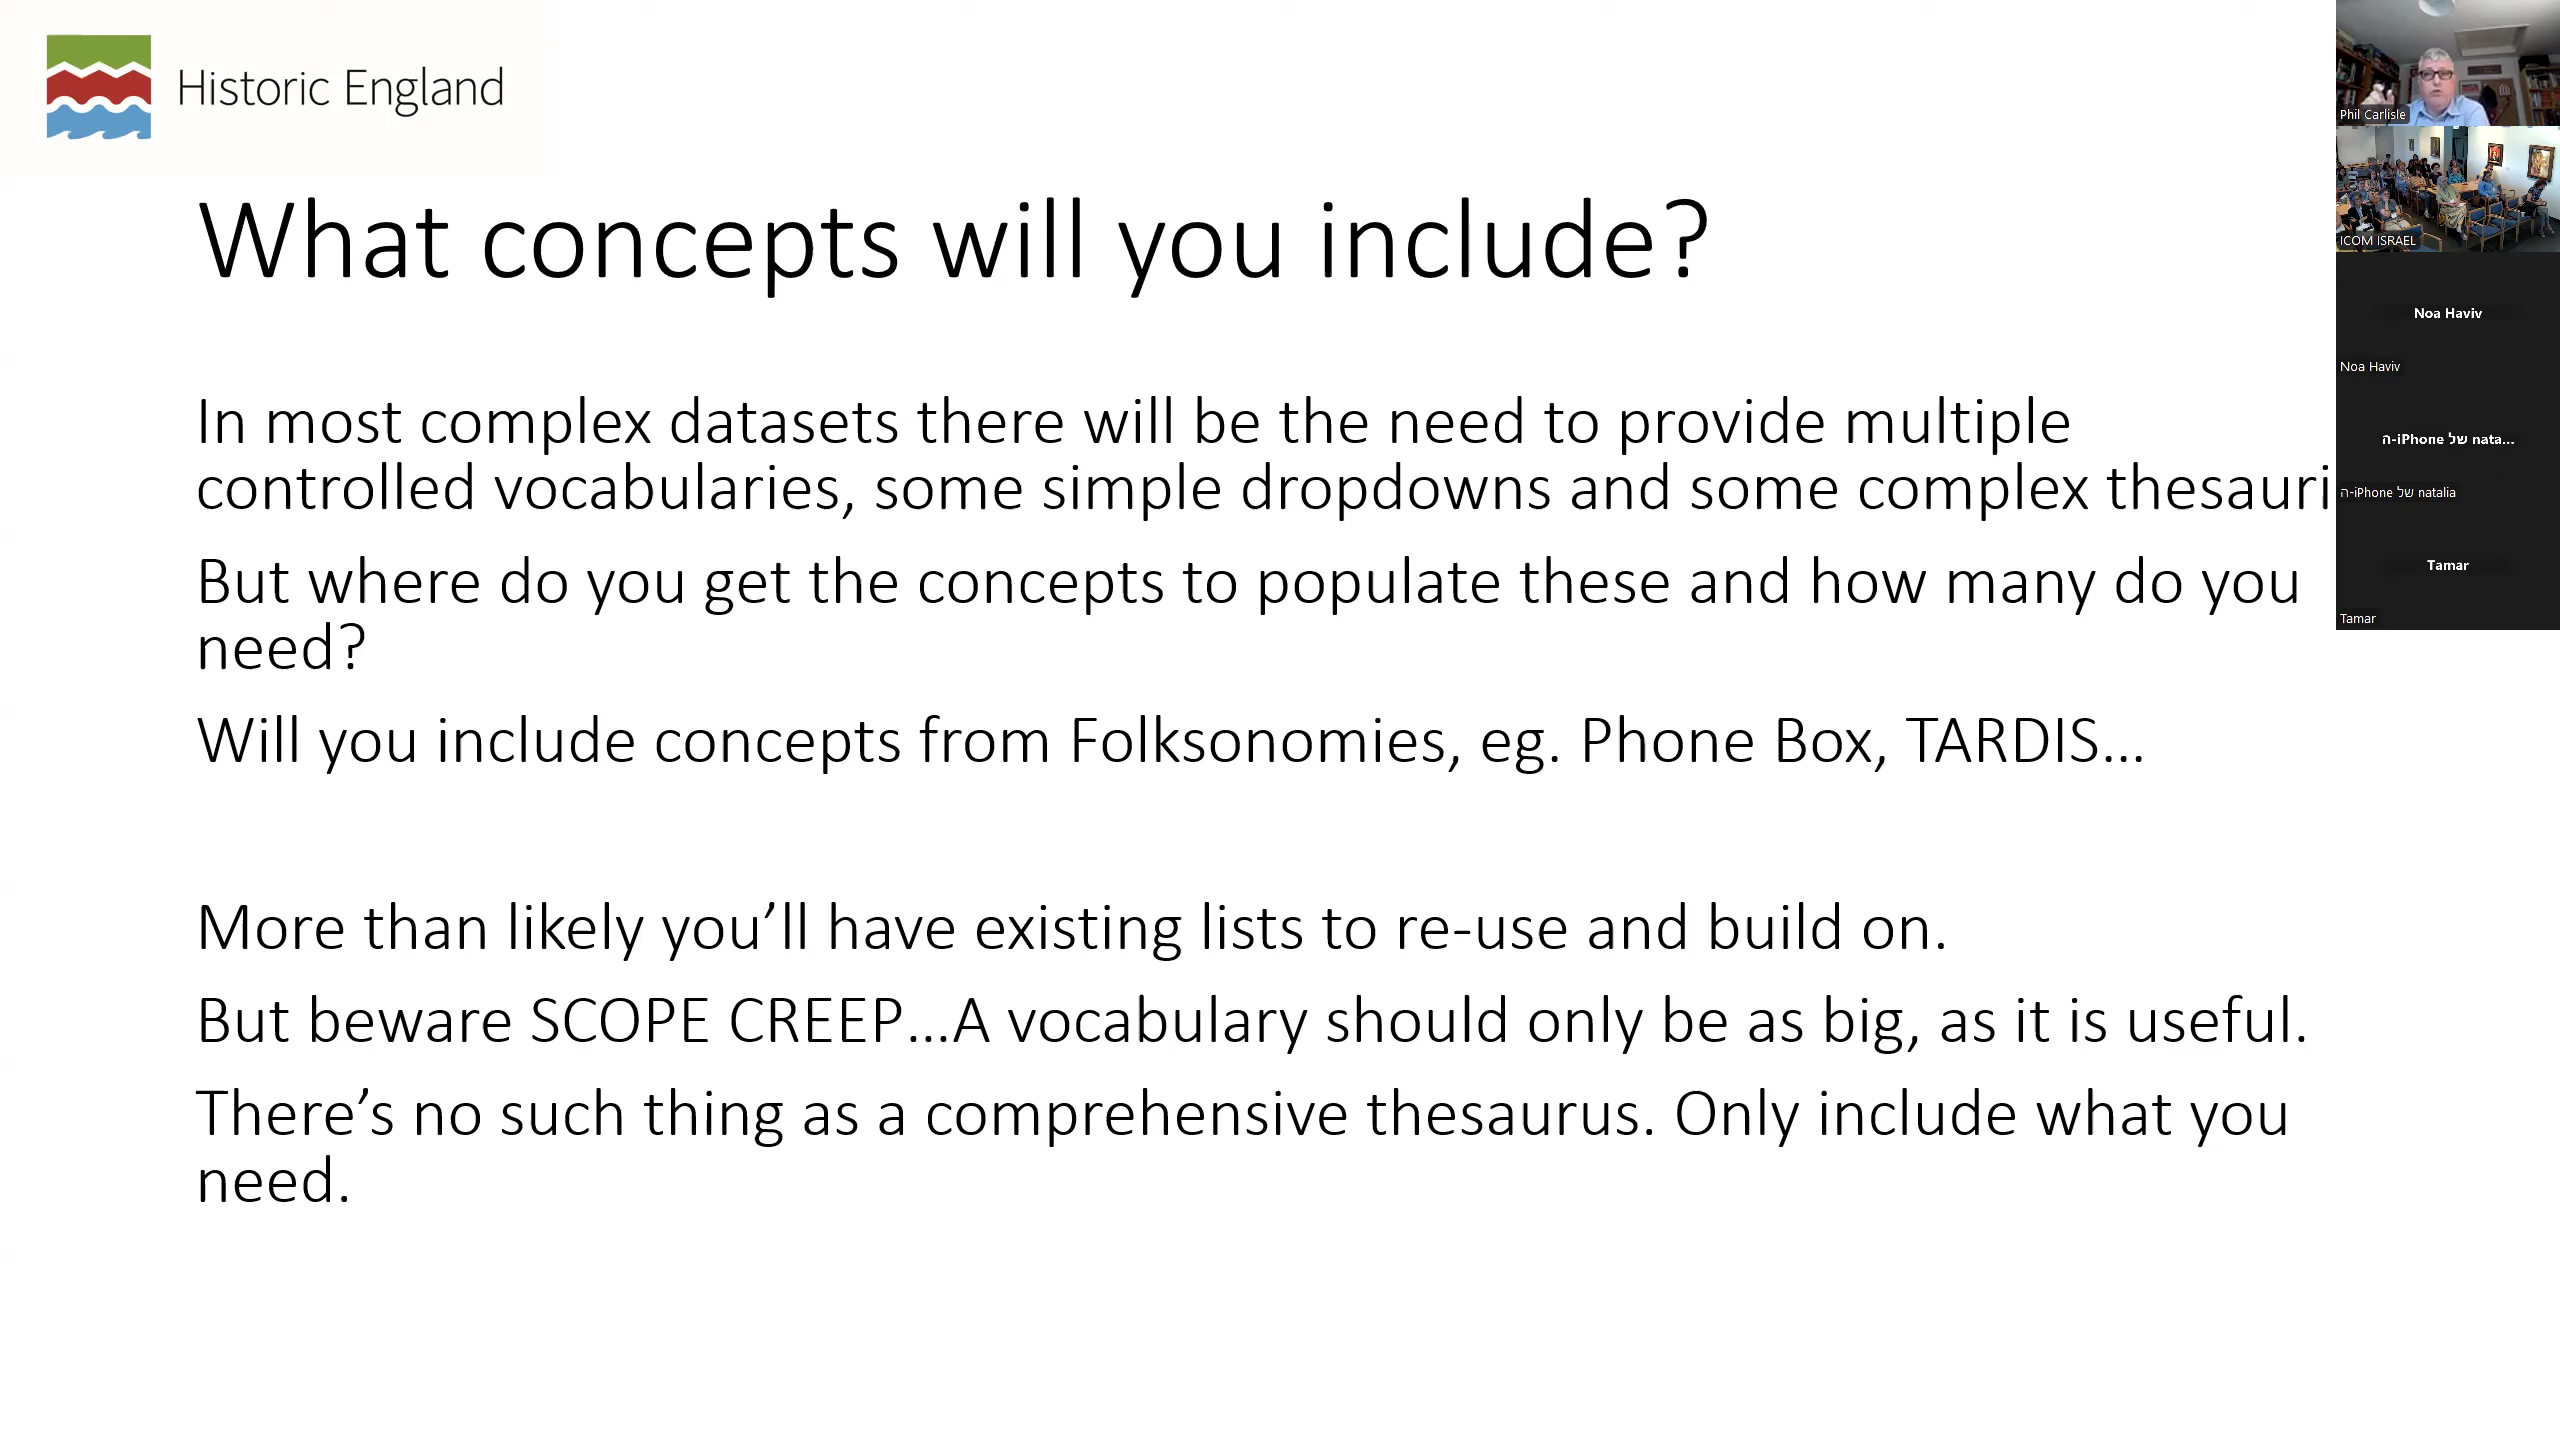 Historic England
What concepts will you include?
In most complex datasets there will be the need to provide multiple
controlled vocabularies, some simple dropdowns and some complex thesauri
But where do you get the concepts to populate these and how many do you
need?
Will you include concepts from Folksonomies, eg. Phone Box, TARDIS...
More than likely you’ll have existing lists to re-use and build on.
But beware SCOPE CREEP...A vocabulary should only be as big, as it is useful.
There’s no such thing as a comprehensive thesaurus. Only include what you
need.
Phil Carlisle
ICOM ISRAEL
Noa Haviv
Noa Haviv
ה-iPhone של nata...
ה-iPhone של natalia
Tamar
Tamar